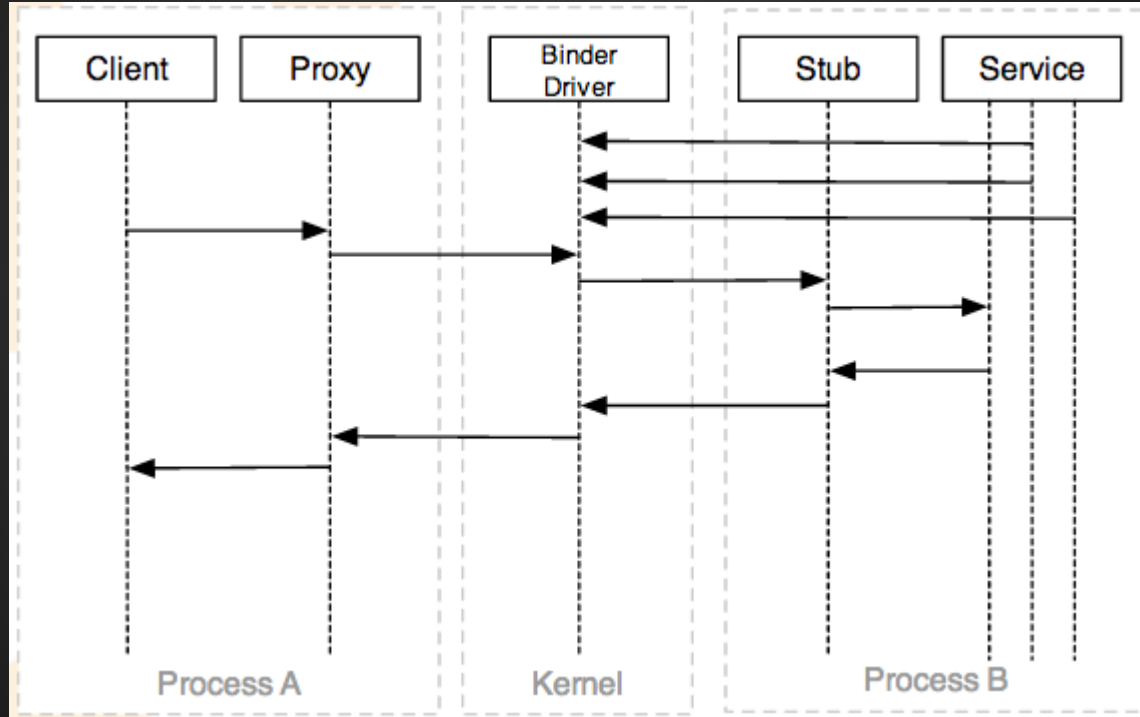 Client
Proxy
Binder
Driver
Stub
Service
Process A
Kernel
Process B